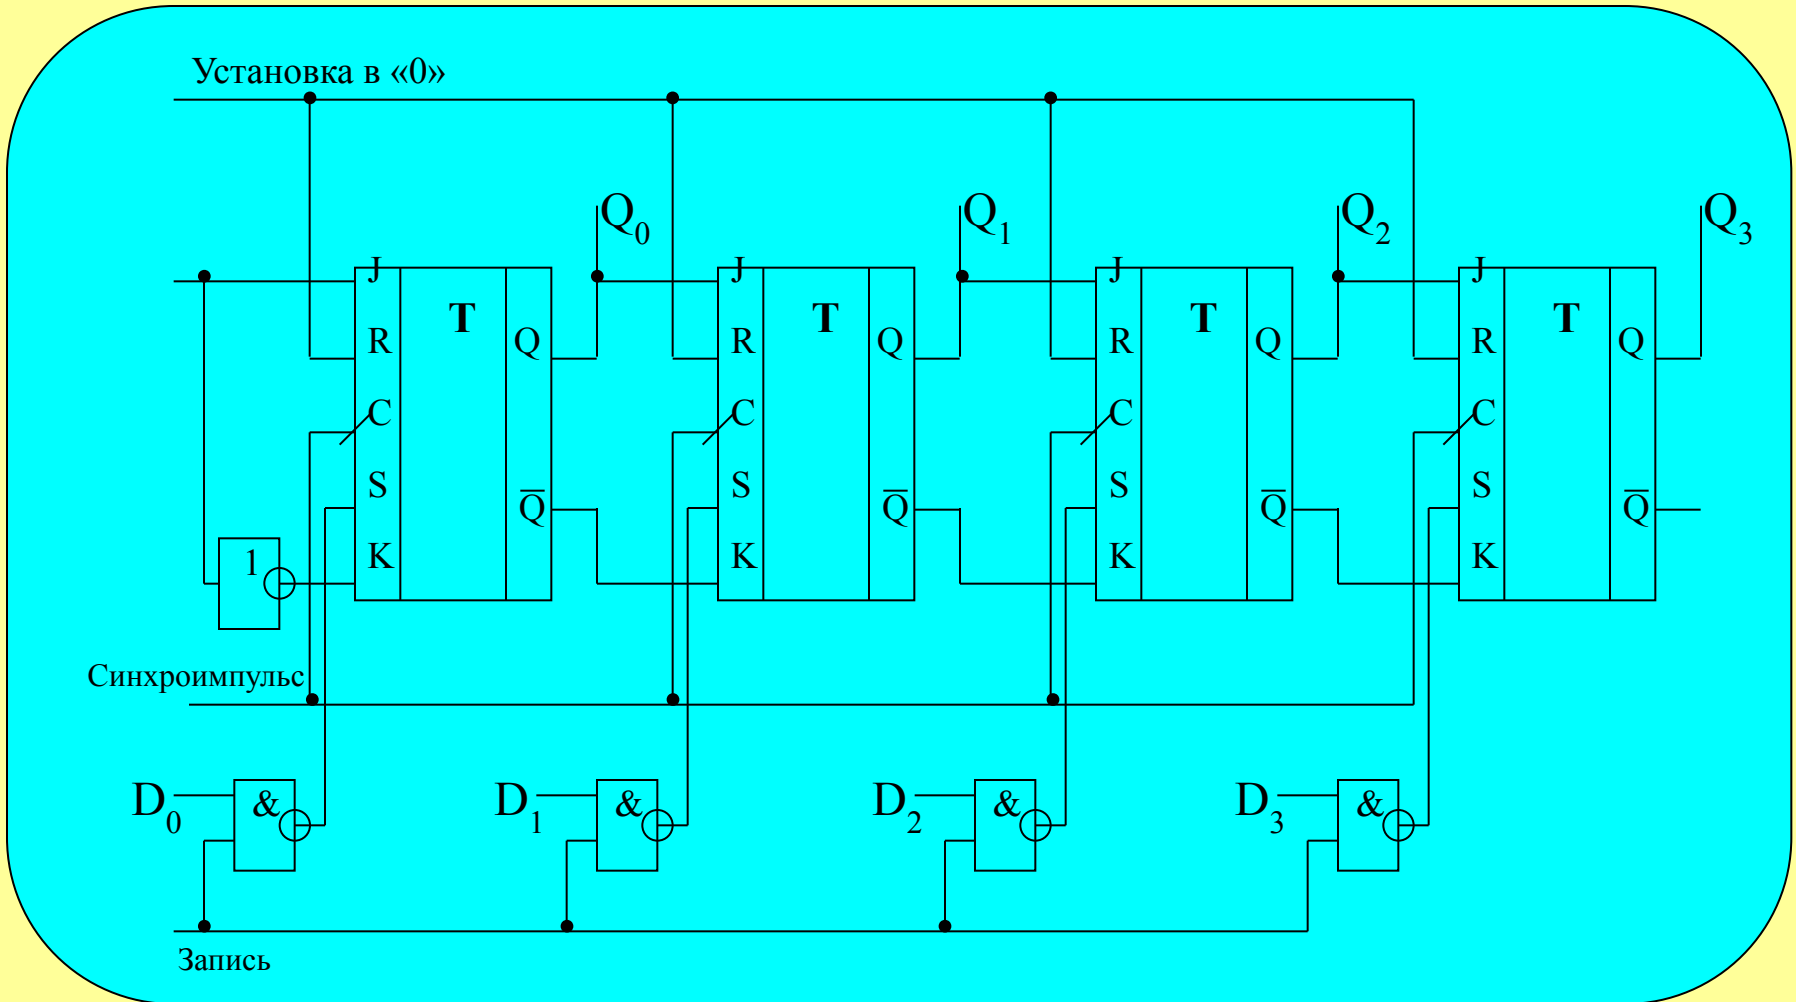 Установка в «0»
Q0 Q1 Q2 Q3
J T J T J T J T
R Q R Q R Q R Q
C C C C
S S S S
Q̅ Q̅ Q̅ Q̅
K K K K
1
Синхроимпульс
D0 & D1 & D2 & D3 &
Запись